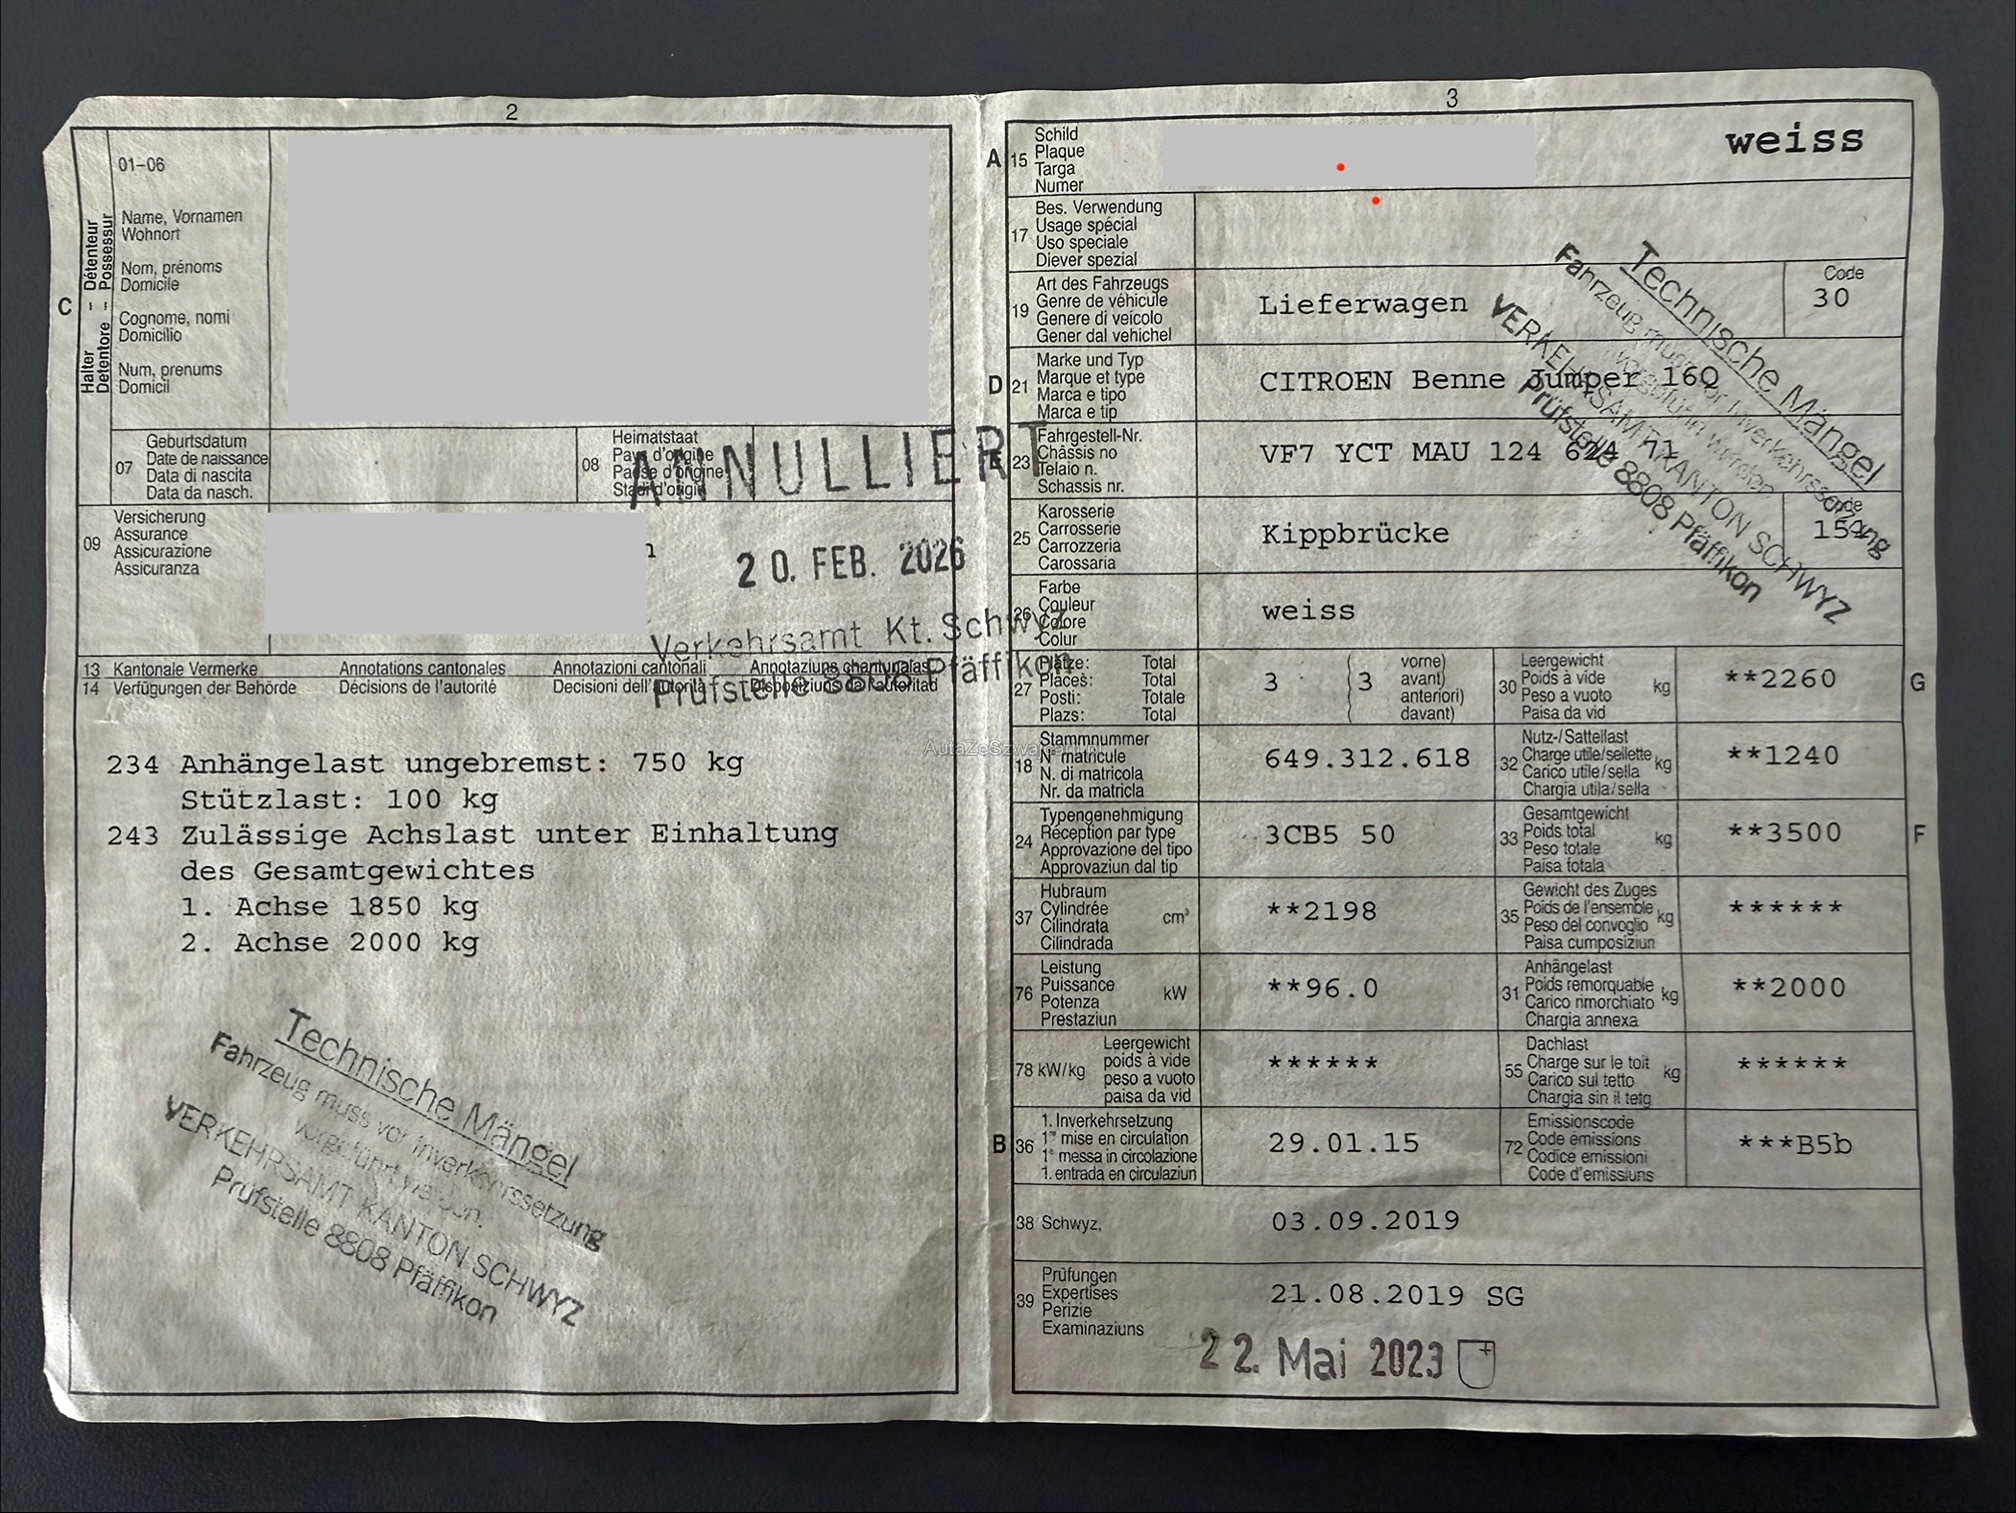 2
01–06
Name, Vornamen
Wohnort
Nom, prénoms
Domicile
Cognome, nomi
Domicilio
Num, prenums
Domicil
C
Halter – Détenteur
Detentore – Possessur
07
Geburtsdatum
Date de naissance
Data di nascita
Data da nasch.
08
Heimatstaat
Pays d'origine
Paese d'origine
Stadi d'origin
ANNULLIERT
09
Versicherung
Assurance
Assicurazione
Assicuranza
n
20. FEB. 2026
Verkehrsamt Kt. Schwyz
Prüfstelle 8808 Pfäffikon
13 Kantonale Vermerke Annotations cantonales Annotazioni cantonali Annotaziuns chantunalas
14 Verfügungen der Behörde Décisions de l'autorité Decisioni dell'autorità Disposiziuns da l'autoritad
234 Anhängelast ungebremst: 750 kg
Stützlast: 100 kg
243 Zulässige Achslast unter Einhaltung
des Gesamtgewichtes
1. Achse 1850 kg
2. Achse 2000 kg
Technische Mängel
Fahrzeug muss vor Inverkehrssetzung
vorgeführt werden.
VERKEHRSAMT KANTON SCHWYZ
Prüfstelle 8808 Pfäffikon
3
A 15
Schild
Plaque
Targa
Numer
weiss
17
Bes. Verwendung
Usage spécial
Uso speciale
Diever spezial
19
Art des Fahrzeugs
Genre de véhicule
Genere di veicolo
Gener dal vehichel
Lieferwagen
Code
30
D 21
Marke und Typ
Marque et type
Marca e tipo
Marca e tip
CITROEN Benne Jumper 16Q
23
Fahrgestell-Nr.
Châssis no
Telaio n.
Schassis nr.
VF7 YCT MAU 124 71
25
Karosserie
Carrosserie
Carrozzeria
Carossaria
Kippbrücke
Code
Technische Mängel
Fahrzeug muss vor Inverkehrssetzung
vorgeführt werden
VERKEHRSAMT KANTON SCHWYZ
Prüfstelle 8808 Pfäffikon
26
Farbe
Couleur
Colore
Colur
weiss
27
Plätze: Total
Places: Total
Posti: Totale
Plazs: Total
3
3
vorne)
avant)
anteriori)
davant)
30
Leergewicht
Poids à vide
Peso a vuoto
Paisa da vid
kg
**2260
G
AutaZeSzwajcarii
18
Stammnummer
N° matricule
N. di matricola
Nr. da matricla
649.312.618
32
Nutz-/Sattellast
Charge utile/sellette
Carico utile/sella
Chargia utila/sella
kg
**1240
24
Typengenehmigung
Réception par type
Approvazione del tipo
Approvaziun dal tip
3CB5 50
33
Gesamtgewicht
Poids total
Peso totale
Paisa totala
kg
**3500
F
37
Hubraum
Cylindrée
Cilindrata
Cilindrada
cm³
**2198
35
Gewicht des Zuges
Poids de l'ensemble
Peso del convoglio
Paisa cumposiziun
kg
******
76
Leistung
Puissance
Potenza
Prestaziun
kW
**96.0
31
Anhängelast
Poids remorquable
Carico rimorchiato
Chargia annexa
kg
**2000
78 kW/kg
Leergewicht
poids à vide
peso a vuoto
paisa da vid
******
55
Dachlast
Charge sur le toit
Carico sul tetto
Chargia sin il tetg
kg
******
B 36
1. Inverkehrsetzung
1re mise en circulation
1a messa in circolazione
1. entrada en circulaziun
29.01.15
72
Emissionscode
Code émissions
Codice emissioni
Code d'emissiuns
***B5b
38 Schwyz,
03.09.2019
39
Prüfungen
Expertises
Perizie
Examinaziuns
21.08.2019 SG
22. Mai 2023